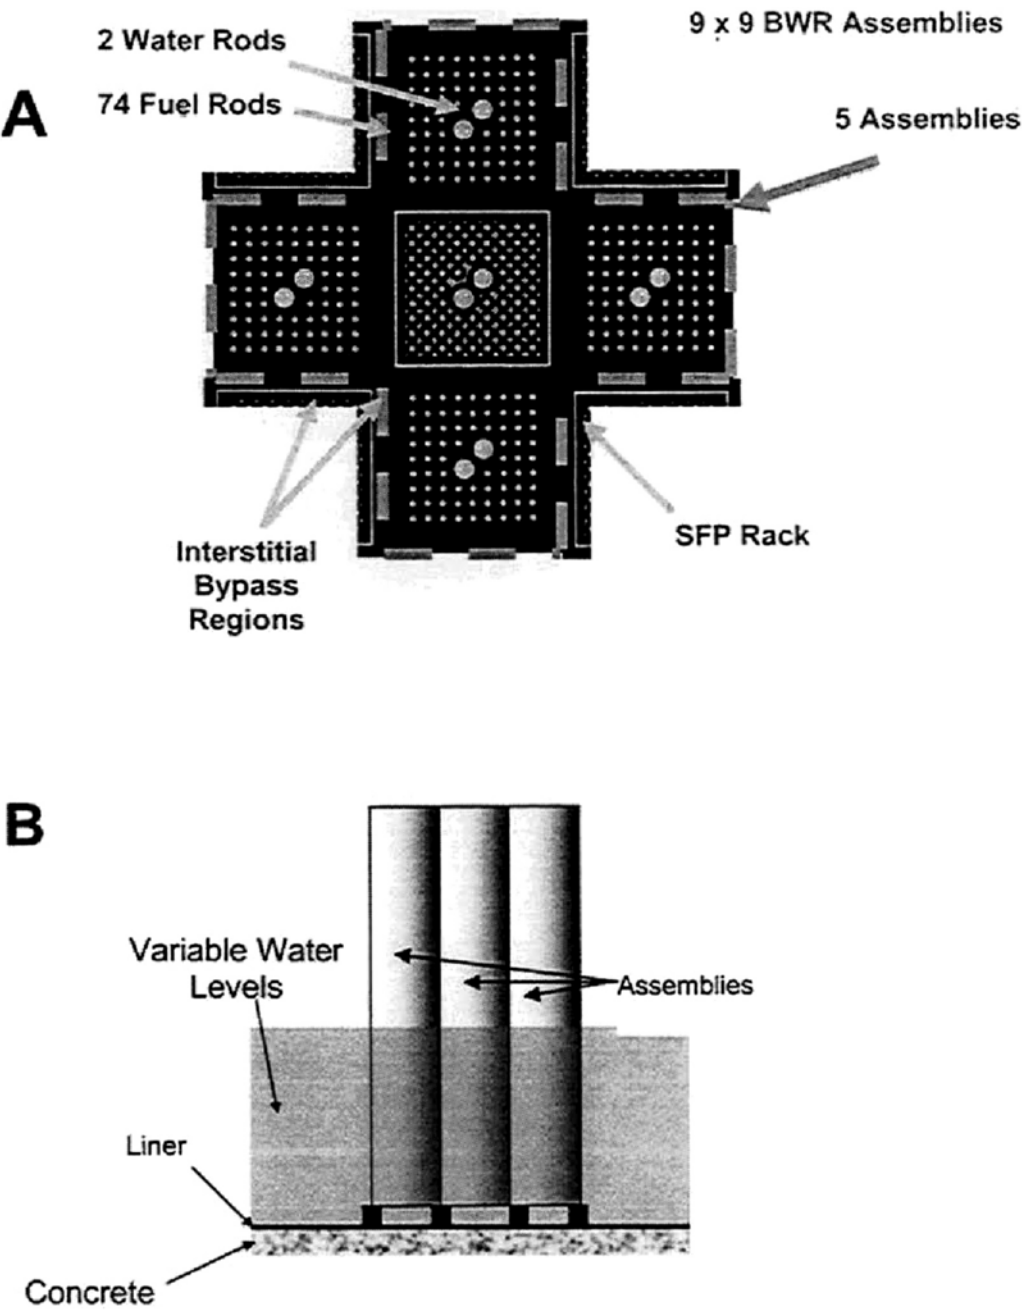 A
2 Water Rods
74 Fuel Rods
9 x 9 BWR Assemblies
5 Assemblies
Interstitial
Bypass
Regions
SFP Rack
B
Variable Water
Levels
Assemblies
Liner
Concrete